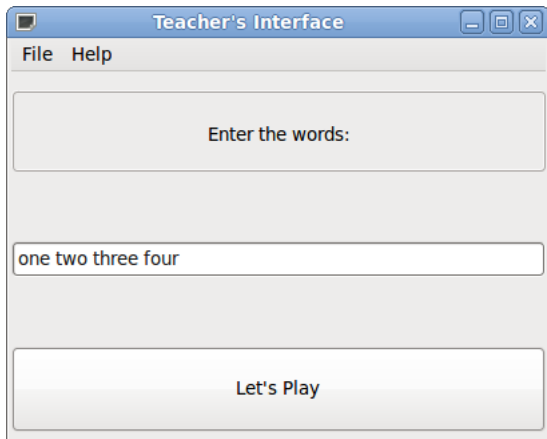 Teacher's Interface
File Help
Enter the words:
one two three four
Let's Play